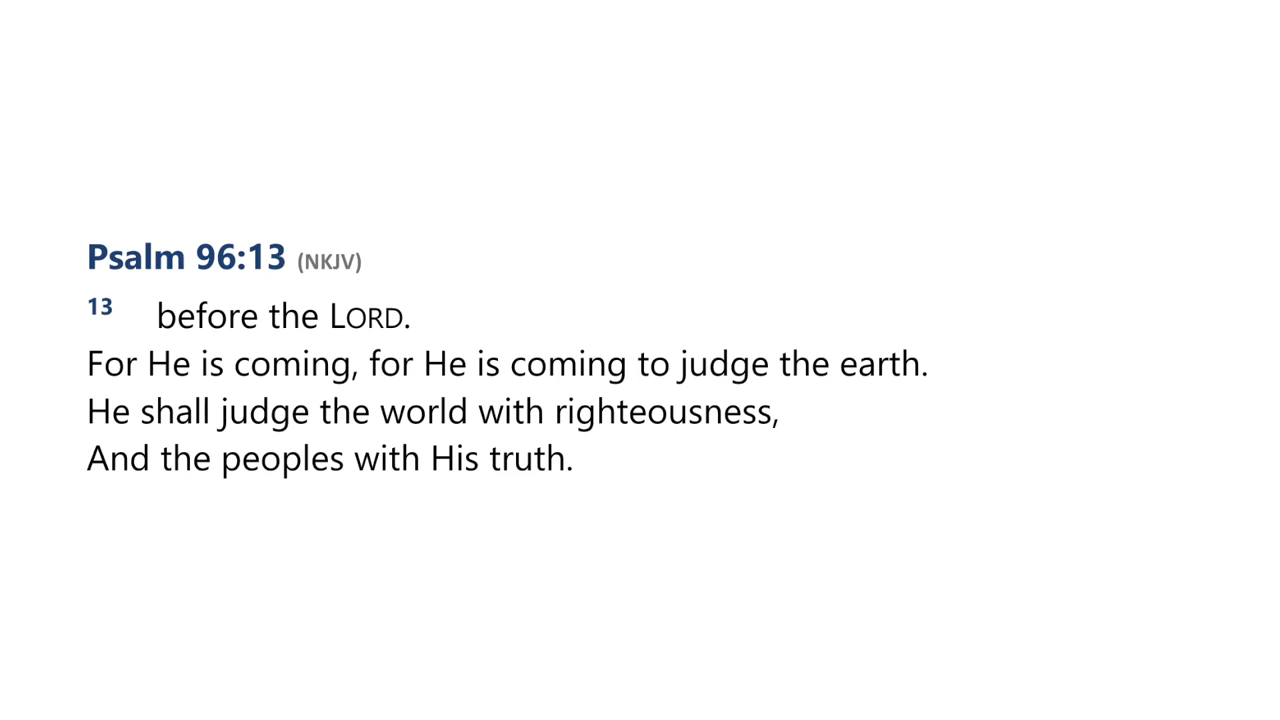 Psalm 96:13 (NKJV)
13 before the LORD.
For He is coming, for He is coming to judge the earth.
He shall judge the world with righteousness,
And the peoples with His truth.